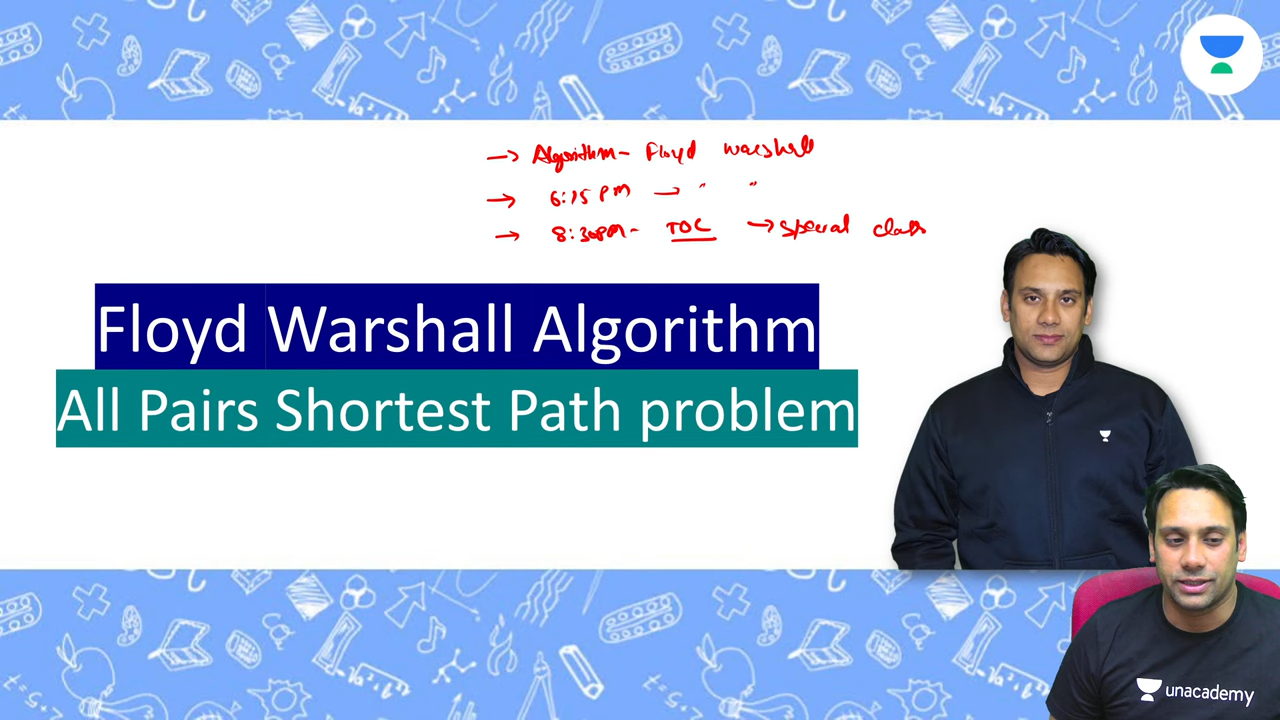 → Algorithm - Floyd Warshall
→ 6:15 PM → " "
→ 8:30PM - TOC → special class
Floyd Warshall Algorithm
All Pairs Shortest Path problem
unacademy